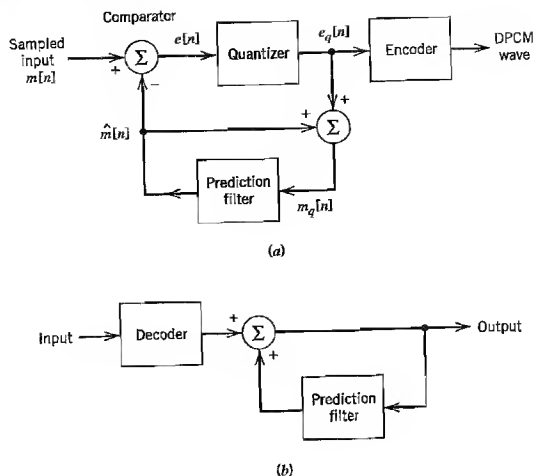 Comparator
Sampled
input
m[n]
+
Σ
−
e[n]
Quantizer
e_q[n]
Encoder
DPCM
wave
m̂[n]
+
+
Σ
Prediction
filter
m_q[n]
(a)
Input
Decoder
+
Σ
+
Output
Prediction
filter
(b)